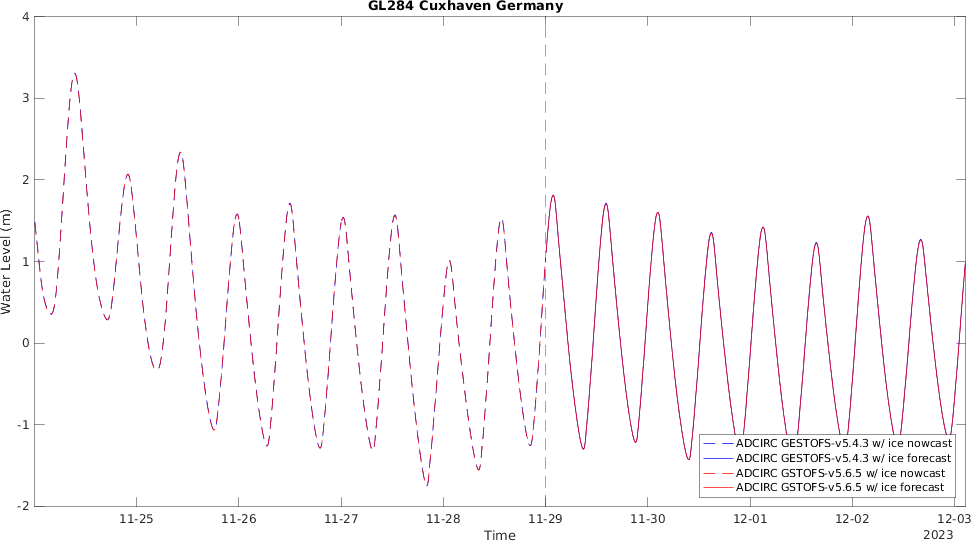 GL284 Cuxhaven Germany
4
3
2
1
0
-1
-2
Water Level (m)
11-25 11-26 11-27 11-28 11-29 11-30 12-01 12-02 12-03
Time
2023
ADCIRC GESTOFS-v5.4.3 w/ ice nowcast
ADCIRC GESTOFS-v5.4.3 w/ ice forecast
ADCIRC GSTOFS-v5.6.5 w/ ice nowcast
ADCIRC GSTOFS-v5.6.5 w/ ice forecast